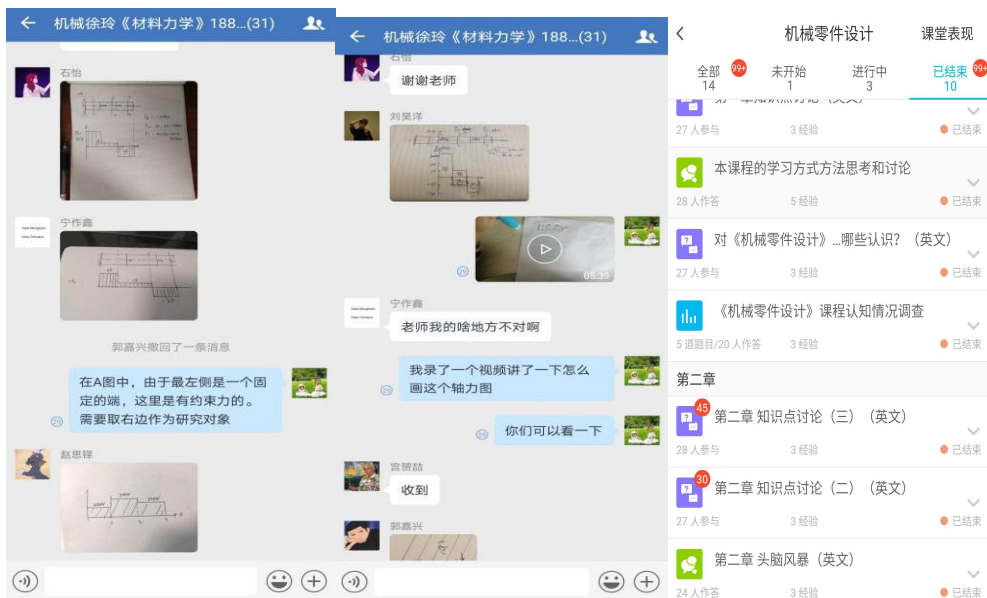 机械徐玲《材料力学》188...(31)
石怡
宁作鑫
郭嘉兴撤回了一条消息
在A图中，由于最左侧是一个固
定的端，这里是有约束力的。
需要取右边作为研究对象
赵思铎
机械徐玲《材料力学》188...(31)
石怡
谢谢老师
刘昊洋
05:39
宁作鑫
老师我的啥地方不对啊
我录了一个视频讲了一下怎么
画这个轴力图
你们可以看一下
宫贺喆
收到
郭嘉兴
机械零件设计
课堂表现
全部
14
99+
未开始
1
进行中
3
已结束
10
99+
27 人参与
3 经验
已结束
本课程的学习方式方法思考和讨论
28 人作答
5 经验
已结束
对《机械零件设计》...哪些认识？（英文）
27 人参与
3 经验
已结束
《机械零件设计》课程认知情况调查
5 道题目/20 人作答
3 经验
已结束
第二章
45
第二章 知识点讨论（三）（英文）
28 人参与
3 经验
已结束
30
第二章 知识点讨论（二）（英文）
27 人参与
3 经验
已结束
第二章 头脑风暴（英文）
24 人作答
3 经验
已结束